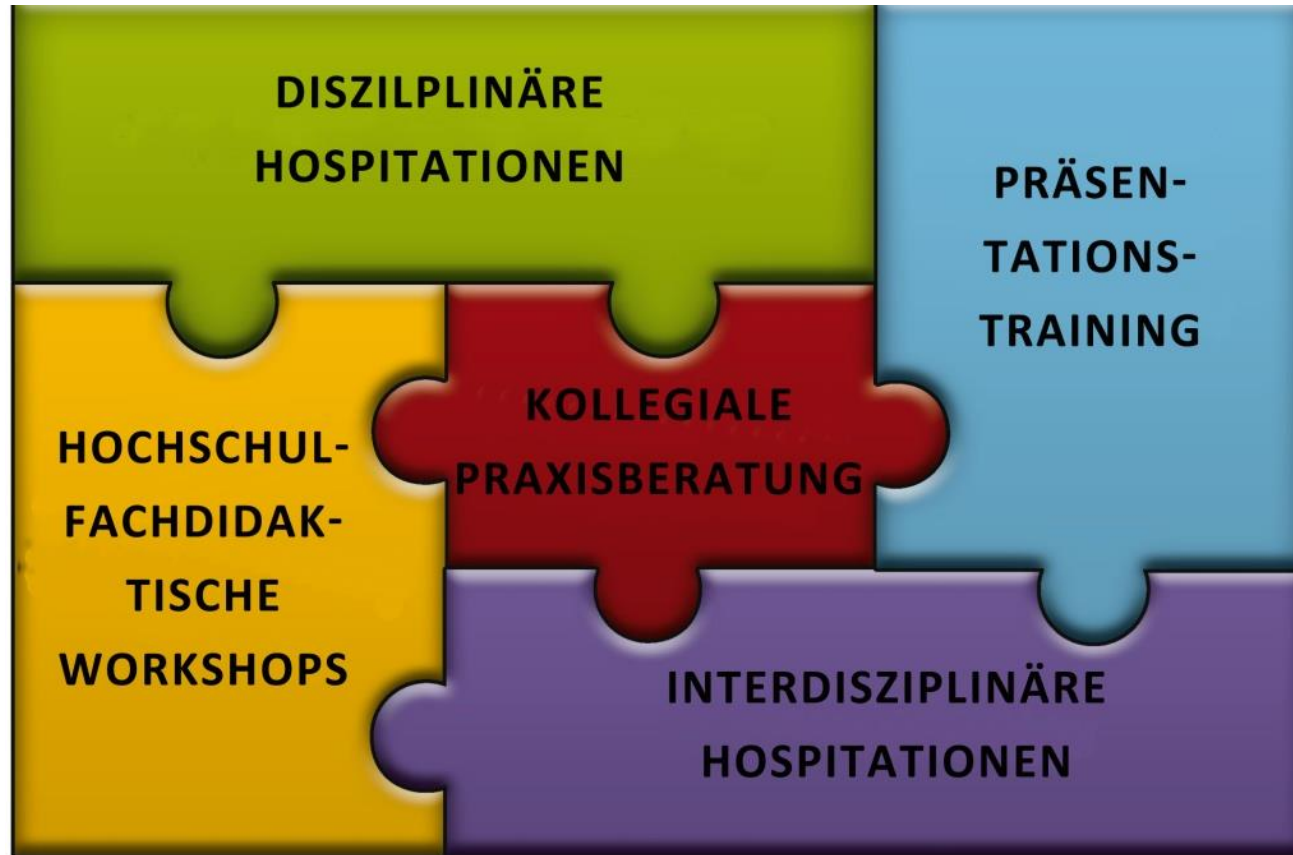 DISZILPLINÄRE
HOSPITATIONEN
PRÄSEN-
TATIONS-
TRAINING
HOCHSCHUL-
FACHDIDAK-
TISCHE
WORKSHOPS
KOLLEGIALE
PRAXISBERATUNG
INTERDISZIPLINÄRE
HOSPITATIONEN